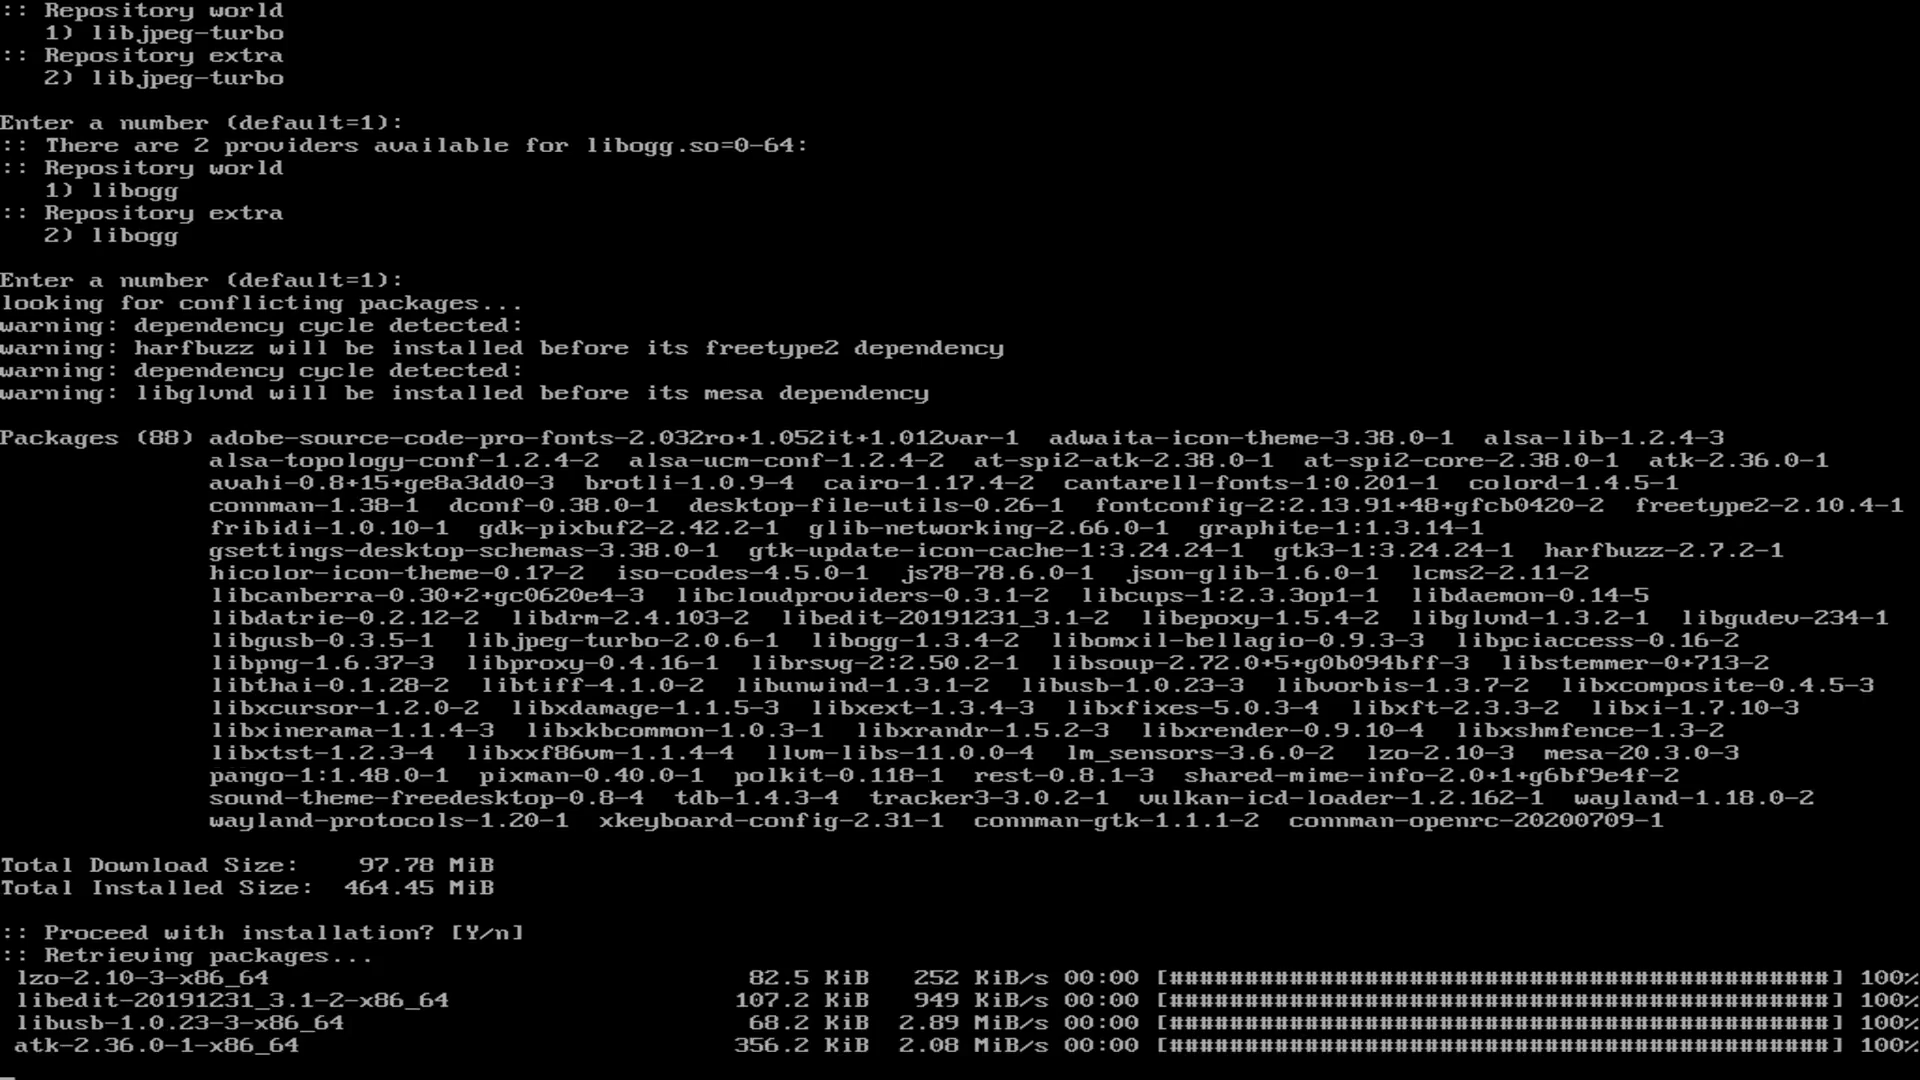 :: Repository world
   1) libjpeg-turbo
:: Repository extra
   2) libjpeg-turbo

Enter a number (default=1):
:: There are 2 providers available for libogg.so=0-64:
:: Repository world
   1) libogg
:: Repository extra
   2) libogg

Enter a number (default=1):
looking for conflicting packages...
warning: dependency cycle detected:
warning: harfbuzz will be installed before its freetype2 dependency
warning: dependency cycle detected:
warning: libglvnd will be installed before its mesa dependency

Packages (88) adobe-source-code-pro-fonts-2.032ro+1.052it+1.012var-1  adwaita-icon-theme-3.38.0-1  alsa-lib-1.2.4-3
              alsa-topology-conf-1.2.4-2  alsa-ucm-conf-1.2.4-2  at-spi2-atk-2.38.0-1  at-spi2-core-2.38.0-1  atk-2.36.0-1
              avahi-0.8+15+ge8a3dd0-3  brotli-1.0.9-4  cairo-1.17.4-2  cantarell-fonts-1:0.201-1  colord-1.4.5-1
              connman-1.38-1  dconf-0.38.0-1  desktop-file-utils-0.26-1  fontconfig-2:2.13.91+48+gfcb0420-2  freetype2-2.10.4-1
              fribidi-1.0.10-1  gdk-pixbuf2-2.42.2-1  glib-networking-2.66.0-1  graphite-1:1.3.14-1
              gsettings-desktop-schemas-3.38.0-1  gtk-update-icon-cache-1:3.24.24-1  gtk3-1:3.24.24-1  harfbuzz-2.7.2-1
              hicolor-icon-theme-0.17-2  iso-codes-4.5.0-1  js78-78.6.0-1  json-glib-1.6.0-1  lcms2-2.11-2
              libcanberra-0.30+2+gc0620e4-3  libcloudproviders-0.3.1-2  libcups-1:2.3.3op1-1  libdaemon-0.14-5
              libdatrie-0.2.12-2  libdrm-2.4.103-2  libedit-20191231_3.1-2  libepoxy-1.5.4-2  libglvnd-1.3.2-1  libgudev-234-1
              libgusb-0.3.5-1  libjpeg-turbo-2.0.6-1  libogg-1.3.4-2  libomxil-bellagio-0.9.3-3  libpciaccess-0.16-2
              libpng-1.6.37-3  libproxy-0.4.16-1  librsvg-2:2.50.2-1  libsoup-2.72.0+5+g0b094bff-3  libstemmer-0+713-2
              libthai-0.1.28-2  libtiff-4.1.0-2  libunwind-1.3.1-2  libusb-1.0.23-3  libvorbis-1.3.7-2  libxcomposite-0.4.5-3
              libxcursor-1.2.0-2  libxdamage-1.1.5-3  libxext-1.3.4-3  libxfixes-5.0.3-4  libxft-2.3.3-2  libxi-1.7.10-3
              libxinerama-1.1.4-3  libxkbcommon-1.0.3-1  libxrandr-1.5.2-3  libxrender-0.9.10-4  libxshmfence-1.3-2
              libxtst-1.2.3-4  libxxf86vm-1.1.4-4  llvm-libs-11.0.0-4  lm_sensors-3.6.0-2  lzo-2.10-3  mesa-20.3.0-3
              pango-1:1.48.0-1  pixman-0.40.0-1  polkit-0.118-1  rest-0.8.1-3  shared-mime-info-2.0+1+g6bf9e4f-2
              sound-theme-freedesktop-0.8-4  tdb-1.4.3-4  tracker3-3.0.2-1  vulkan-icd-loader-1.2.162-1  wayland-1.18.0-2
              wayland-protocols-1.20-1  xkeyboard-config-2.31-1  connman-gtk-1.1.1-2  connman-openrc-20200709-1

Total Download Size:    97.78 MiB
Total Installed Size:  464.45 MiB

:: Proceed with installation? [Y/n]
:: Retrieving packages...
 lzo-2.10-3-x86_64                                82.5 KiB   252 KiB/s 00:00 [############################################] 100%
 libedit-20191231_3.1-2-x86_64                   107.2 KiB   949 KiB/s 00:00 [############################################] 100%
 libusb-1.0.23-3-x86_64                           68.2 KiB  2.89 MiB/s 00:00 [############################################] 100%
 atk-2.36.0-1-x86_64                             356.2 KiB  2.08 MiB/s 00:00 [############################################] 100%